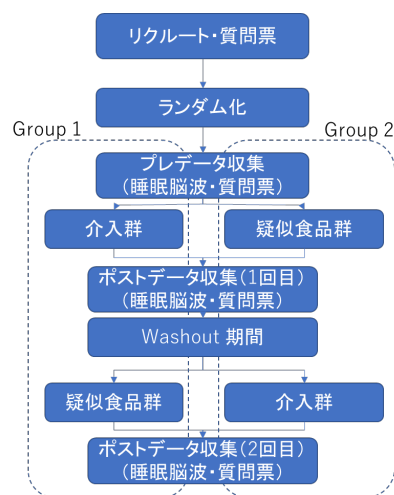 リクルート・質問票
ランダム化
Group 1
Group 2
プレデータ収集
(睡眠脳波・質問票)
介入群
疑似食品群
ポストデータ収集(1回目)
(睡眠脳波・質問票)
Washout 期間
疑似食品群
介入群
ポストデータ収集(2回目)
(睡眠脳波・質問票)